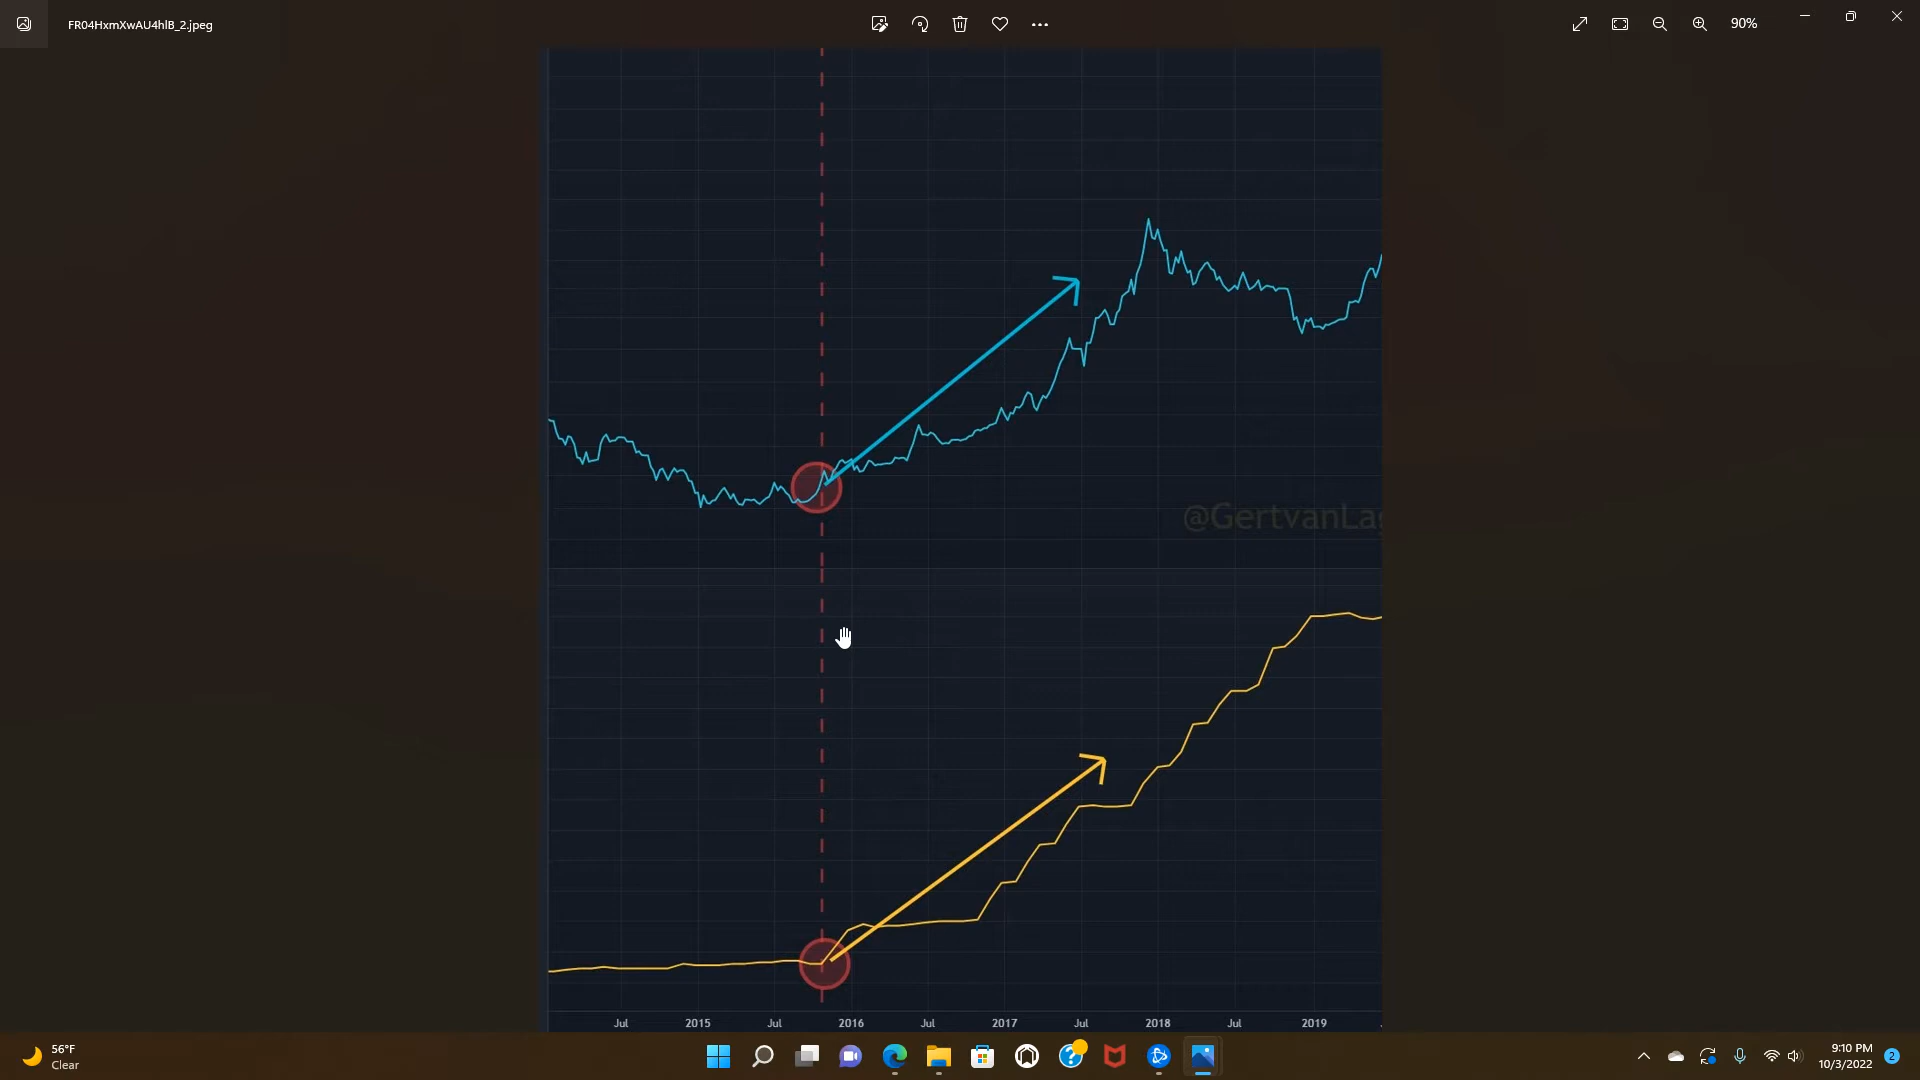 FR04HxmXwAU4hlB_2.jpeg
90%
@GertvanLa
Jul
2015
Jul
2016
Jul
2017
Jul
2018
Jul
2019
56°F
Clear
9:10 PM
10/3/2022
2